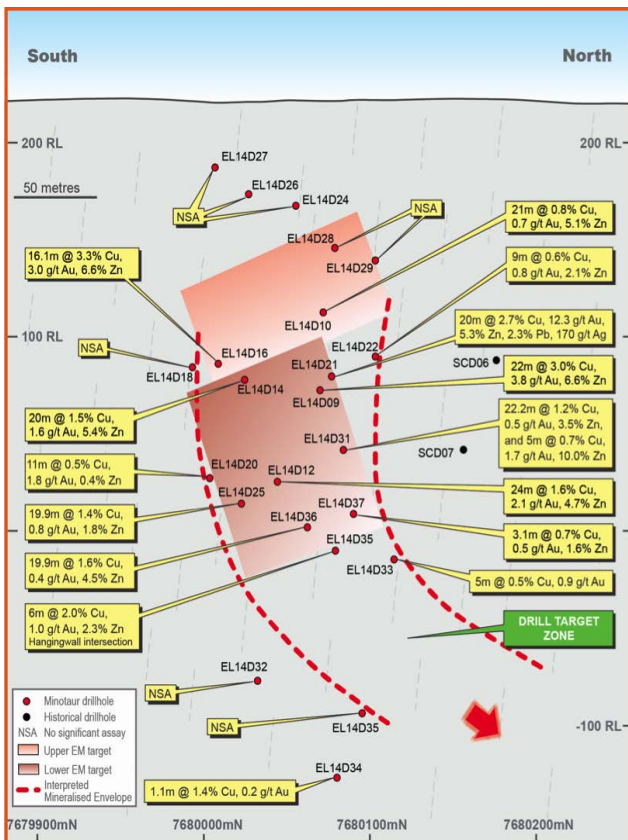 South
North
200 RL
200 RL
50 metres
EL14D27
EL14D26
EL14D24
NSA
NSA
EL14D28
EL14D29
21m @ 0.8% Cu,
0.7 g/t Au, 5.1% Zn
16.1m @ 3.3% Cu,
3.0 g/t Au, 6.6% Zn
9m @ 0.6% Cu,
0.8 g/t Au, 2.1% Zn
EL14D10
100 RL
100 RL
20m @ 2.7% Cu, 12.3 g/t Au,
5.3% Zn, 2.3% Pb, 170 g/t Ag
NSA
EL14D18
EL14D16
EL14D14
EL14D22
EL14D21
EL14D09
SCD06
22m @ 3.0% Cu,
3.8 g/t Au, 6.6% Zn
20m @ 1.5% Cu,
1.6 g/t Au, 5.4% Zn
22.2m @ 1.2% Cu,
0.5 g/t Au, 3.5% Zn,
and 5m @ 0.7% Cu,
1.7 g/t Au, 10.0% Zn
EL14D31
SCD07
11m @ 0.5% Cu,
1.8 g/t Au, 0.4% Zn
EL14D20
EL14D12
24m @ 1.6% Cu,
2.1 g/t Au, 4.7% Zn
19.9m @ 1.4% Cu,
0.8 g/t Au, 1.8% Zn
EL14D25
EL14D37
EL14D36
3.1m @ 0.7% Cu,
0.5 g/t Au, 1.6% Zn
19.9m @ 1.6% Cu,
0.4 g/t Au, 4.5% Zn
EL14D35
EL14D33
5m @ 0.5% Cu, 0.9 g/t Au
6m @ 2.0% Cu,
1.0 g/t Au, 2.3% Zn
Hangingwall intersection
DRILL TARGET
ZONE
EL14D32
NSA
NSA
EL14D35
-100 RL
Minotaur drillhole
Historical drillhole
NSA No significant assay
Upper EM target
Lower EM target
Interpreted
Mineralised Envelope
EL14D34
1.1m @ 1.4% Cu, 0.2 g/t Au
7679900mN
7680000mN
7680100mN
7680200mN